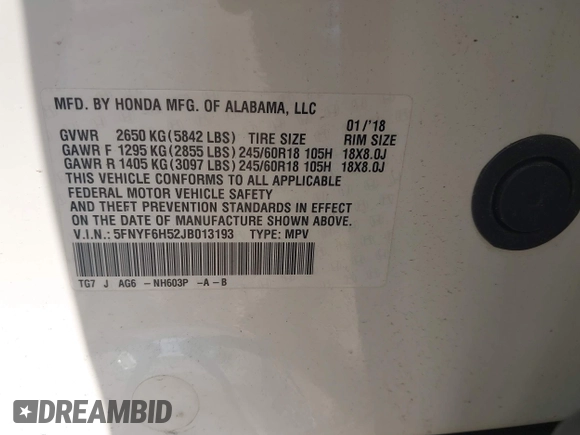 MFD. BY HONDA MFG. OF ALABAMA, LLC
01/'18
GVWR 2650 KG (5842 LBS) TIRE SIZE RIM SIZE
GAWR F 1295 KG (2855 LBS) 245/60R18 105H 18X8.0J
GAWR R 1405 KG (3097 LBS) 245/60R18 105H 18X8.0J
THIS VEHICLE CONFORMS TO ALL APPLICABLE
FEDERAL MOTOR VEHICLE SAFETY
AND THEFT PREVENTION STANDARDS IN EFFECT
ON THE DATE OF MANUFACTURE SHOWN ABOVE.
V.I.N.: 5FNYF6H52JB013193 TYPE: MPV
TG7 J AG6 -NH603P -A-B
DREAMBID